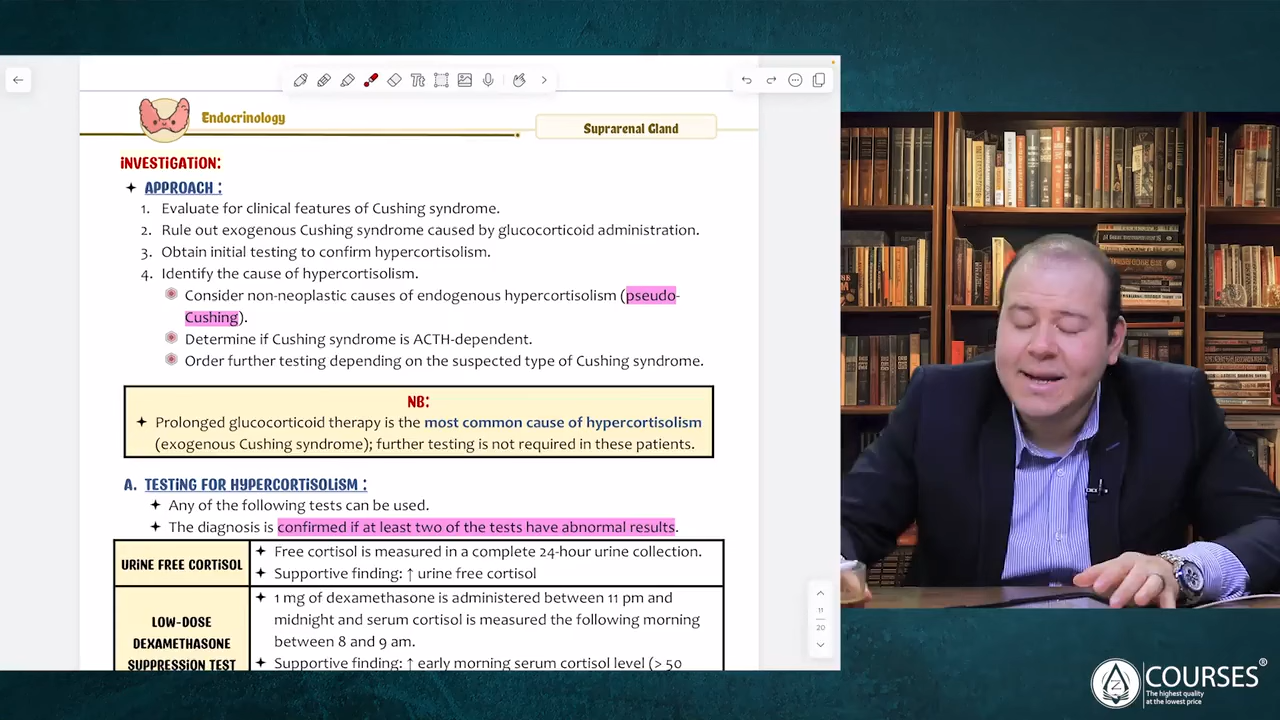 Endocrinology
Suprarenal Gland
INVESTIGATION:
✦ APPROACH :
1. Evaluate for clinical features of Cushing syndrome.
2. Rule out exogenous Cushing syndrome caused by glucocorticoid administration.
3. Obtain initial testing to confirm hypercortisolism.
4. Identify the cause of hypercortisolism.
Consider non-neoplastic causes of endogenous hypercortisolism (pseudo-
Cushing).
Determine if Cushing syndrome is ACTH-dependent.
Order further testing depending on the suspected type of Cushing syndrome.
NB:
✦ Prolonged glucocorticoid therapy is the most common cause of hypercortisolism
(exogenous Cushing syndrome); further testing is not required in these patients.
A. TESTING FOR HYPERCORTISOLISM :
✦ Any of the following tests can be used.
✦ The diagnosis is confirmed if at least two of the tests have abnormal results.
URINE FREE CORTISOL
✦ Free cortisol is measured in a complete 24-hour urine collection.
✦ Supportive finding: ↑ urine free cortisol
LOW-DOSE
DEXAMETHASONE
SUPPRESSION TEST
✦ 1 mg of dexamethasone is administered between 11 pm and
midnight and serum cortisol is measured the following morning
between 8 and 9 am.
✦ Supportive finding: ↑ early morning serum cortisol level (> 50
11
20
Z COURSES®
The highest quality
at the lowest price